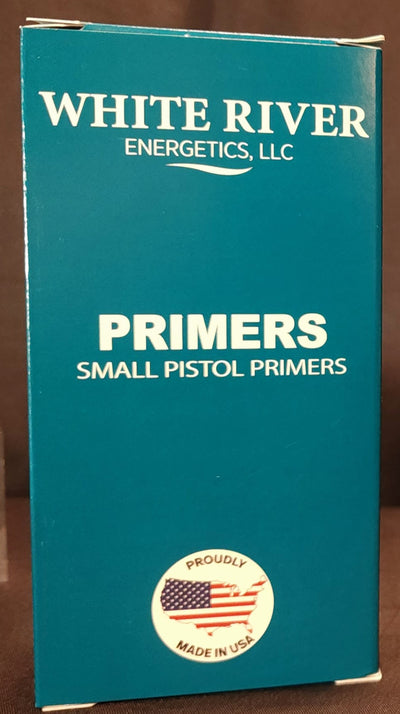 WHITE RIVER
ENERGETICS, LLC
PRIMERS
SMALL PISTOL PRIMERS
PROUDLY
MADE IN USA